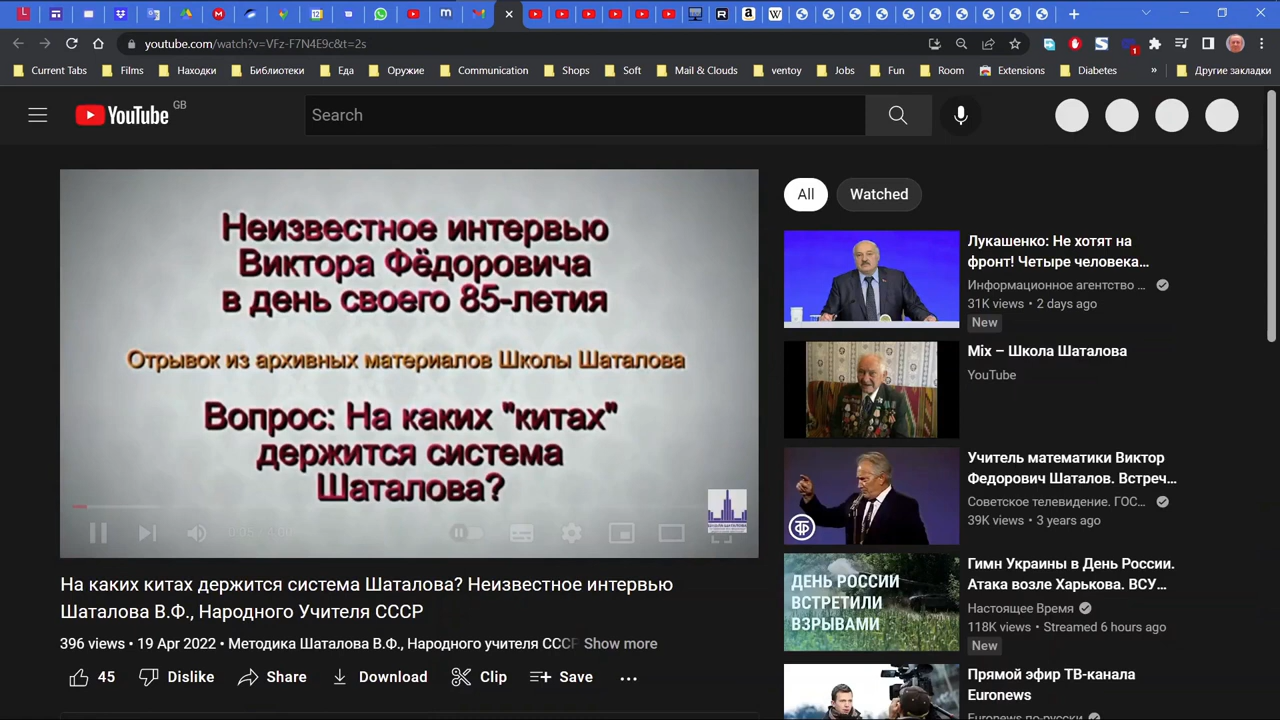 youtube.com/watch?v=VFz-F7N4E9c&t=2s
1
Current Tabs
Films
Находки
Библиотеки
Еда
Оружие
Communication
Shops
Soft
Mail & Clouds
ventoy
Jobs
Fun
Room
Extensions
Diabetes
»
Другие закладки
YouTube GB
Search
Неизвестное интервью
Виктора Фёдоровича
в день своего 85-летия
Отрывок из архивных материалов Школы Шаталова
Вопрос: На каких "китах"
держится система
Шаталова?
На каких китах держится система Шаталова? Неизвестное интервью
Шаталова В.Ф., Народного Учителя СССР
396 views • 19 Apr 2022 • Методика Шаталова В.Ф., Народного учителя СССР Show more
45
Dislike
Share
Download
Clip
Save
All
Watched
Лукашенко: Не хотят на
фронт! Четыре человека…
Информационное агентство ...
31K views • 2 days ago
New
Mix – Школа Шаталова
YouTube
Учитель математики Виктор
Федорович Шаталов. Встреч…
Советское телевидение. ГОС...
39K views • 3 years ago
ДЕНЬ РОССИИ
ВСТРЕТИЛИ
ВЗРЫВАМИ
Гимн Украины в День России.
Атака возле Харькова. ВСУ…
Настоящее Время
118K views • Streamed 6 hours ago
New
Прямой эфир ТВ-канала
Euronews
Euronews по-русски